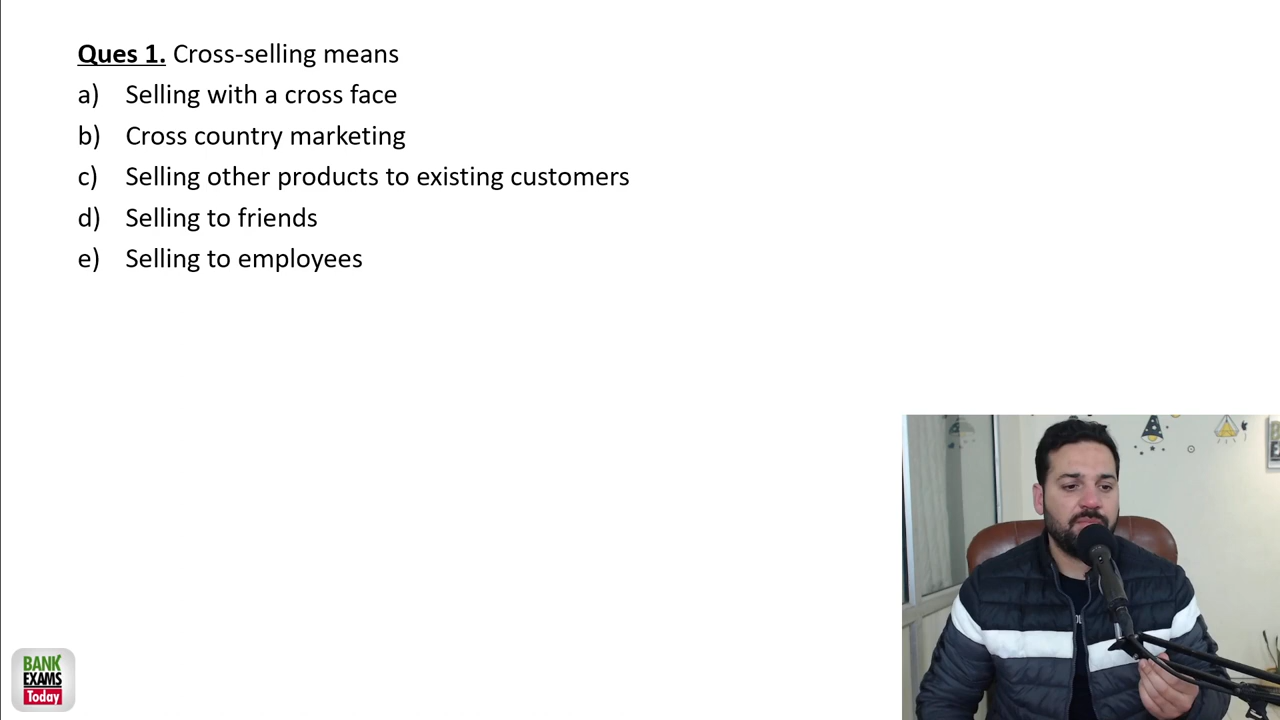 Ques 1. Cross-selling means
a) Selling with a cross face
b) Cross country marketing
c) Selling other products to existing customers
d) Selling to friends
e) Selling to employees
BANK
EXAMS
Today